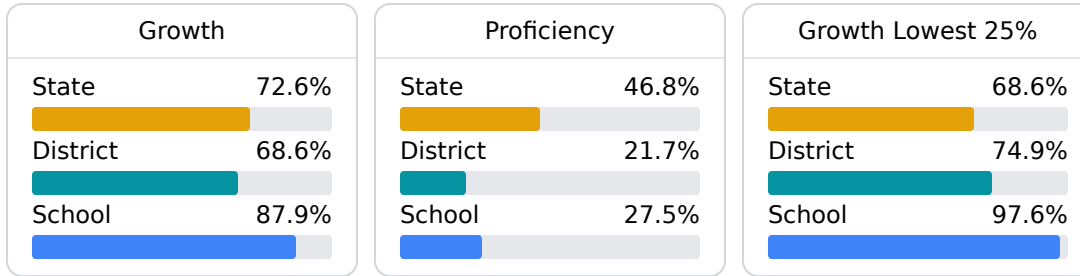 Growth
State 72.6%
District 68.6%
School 87.9%
Proficiency
State 46.8%
District 21.7%
School 27.5%
Growth Lowest 25%
State 68.6%
District 74.9%
School 97.6%